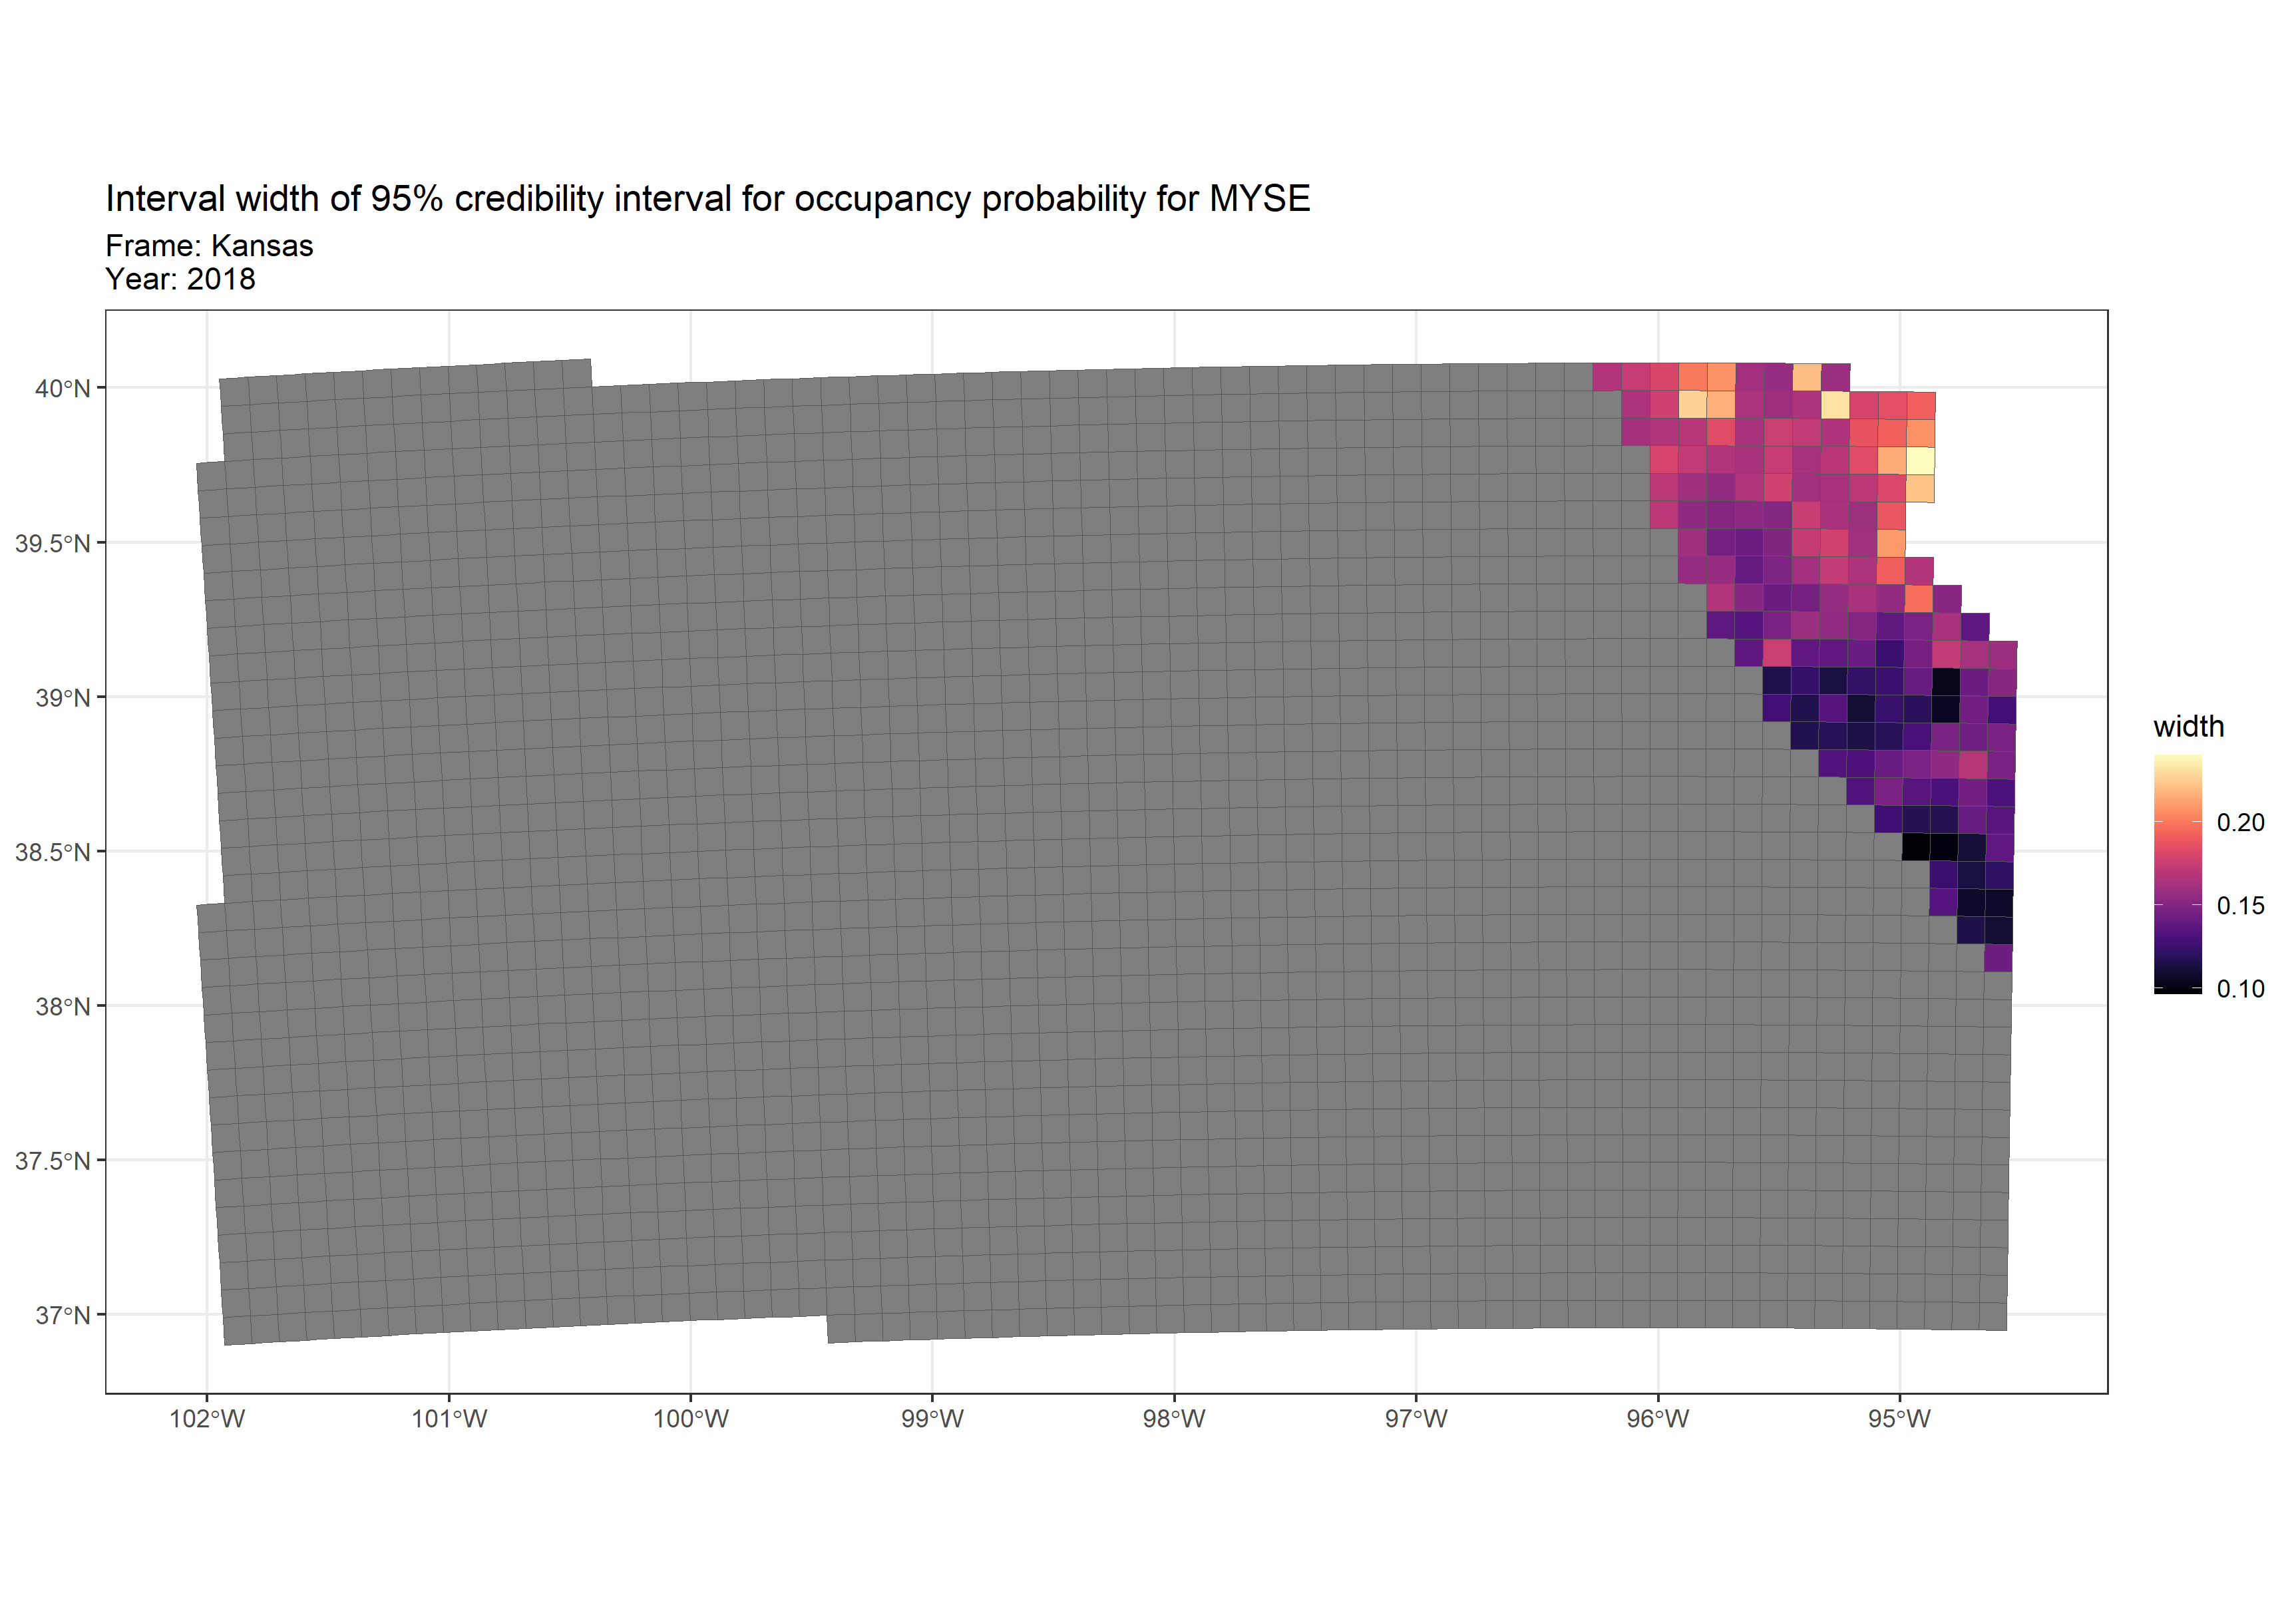 Interval width of 95% credibility interval for occupancy probability for MYSE
Frame: Kansas
Year: 2018
40°N
39.5°N
39°N
38.5°N
38°N
37.5°N
37°N
102°W
101°W
100°W
99°W
98°W
97°W
96°W
95°W
width
0.20
0.15
0.10